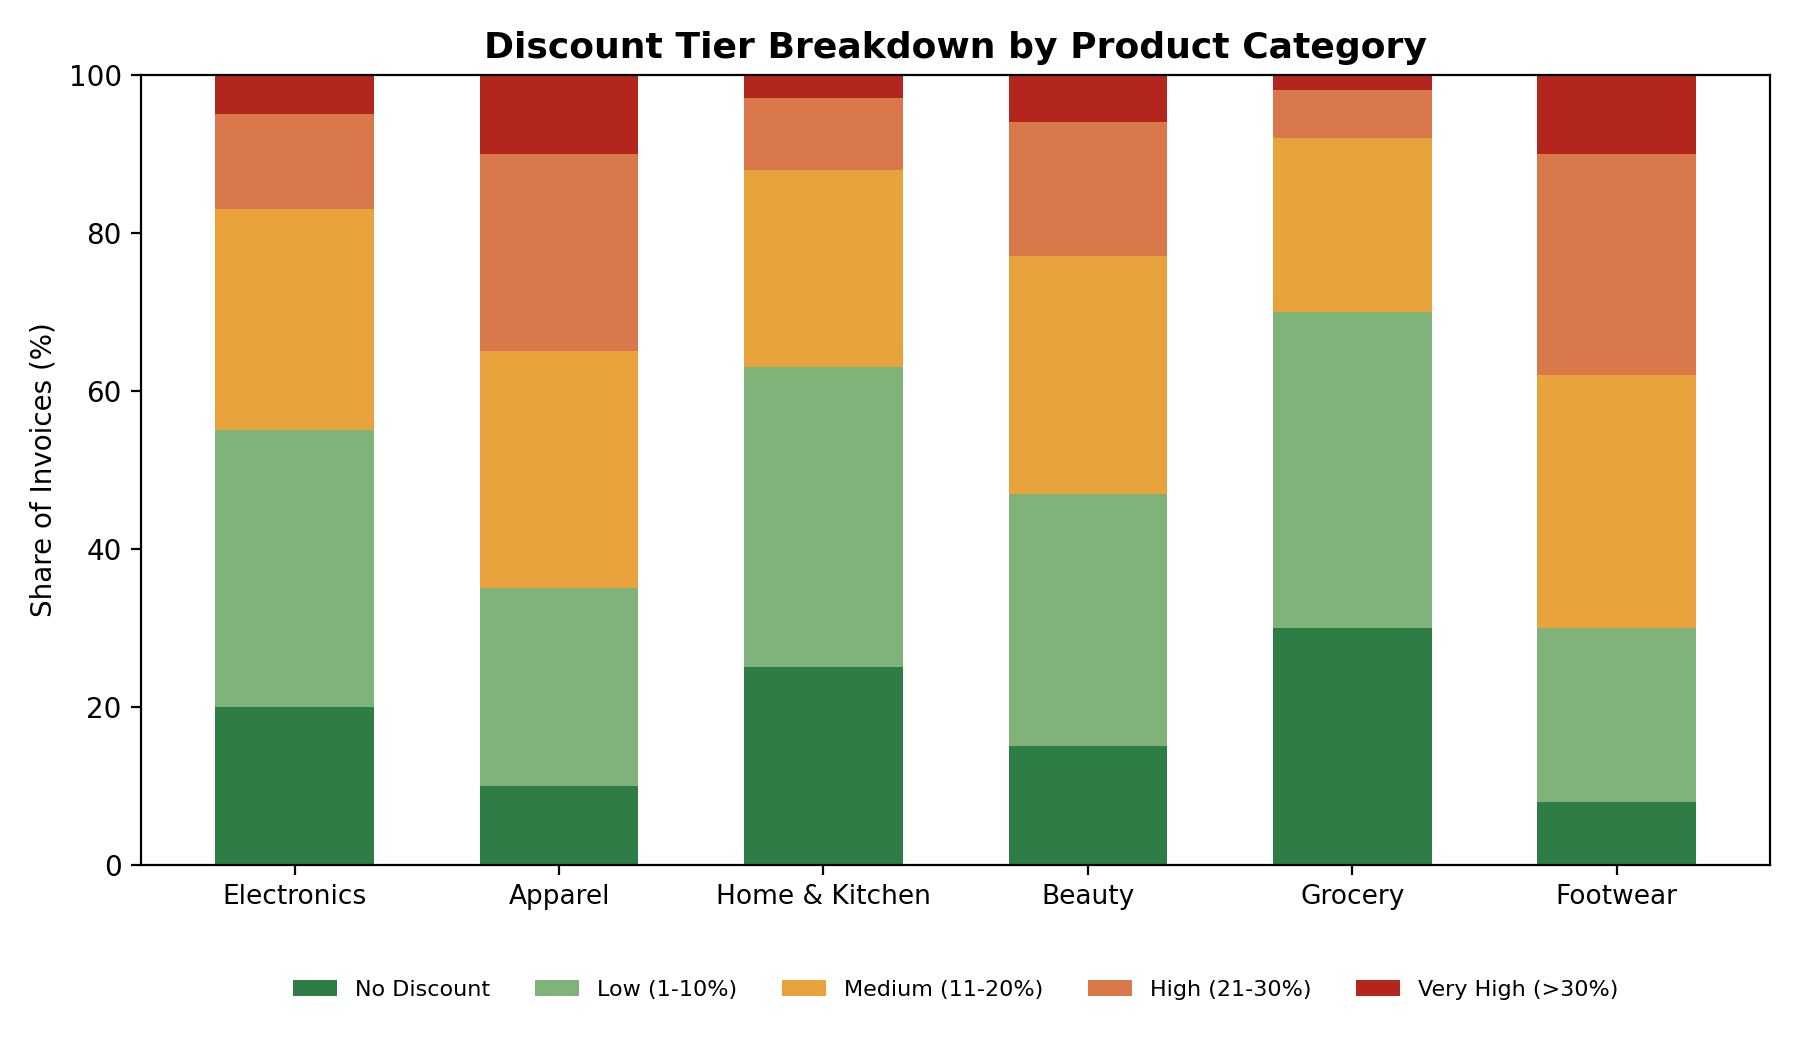 Discount Tier Breakdown by Product Category
Share of Invoices (%)
100
80
60
40
20
0
Electronics Apparel Home & Kitchen Beauty Grocery Footwear
No Discount Low (1-10%) Medium (11-20%) High (21-30%) Very High (>30%)